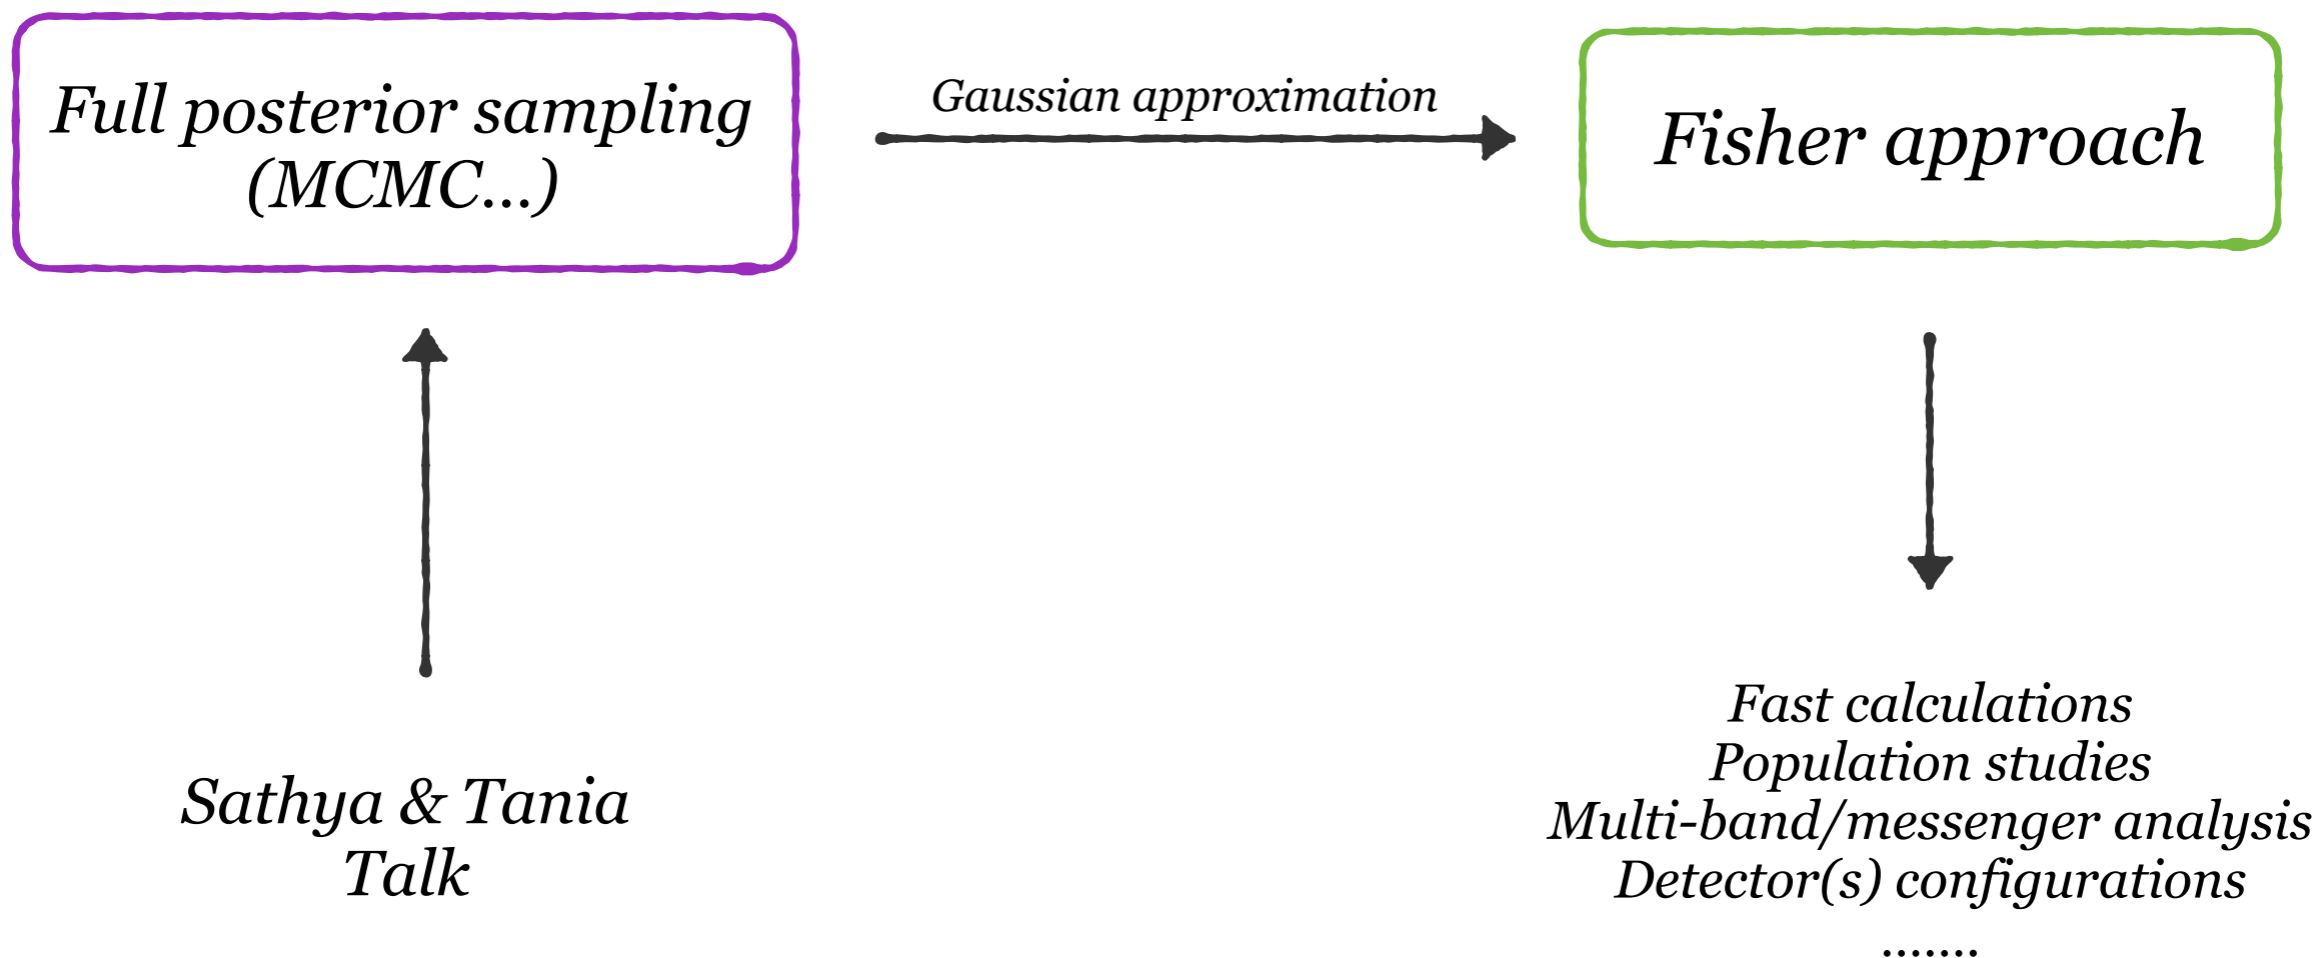 Full posterior sampling
(MCMC...)
Gaussian approximation
Fisher approach
Sathya & Tania
Talk
Fast calculations
Population studies
Multi-band/messenger analysis
Detector(s) configurations
.......